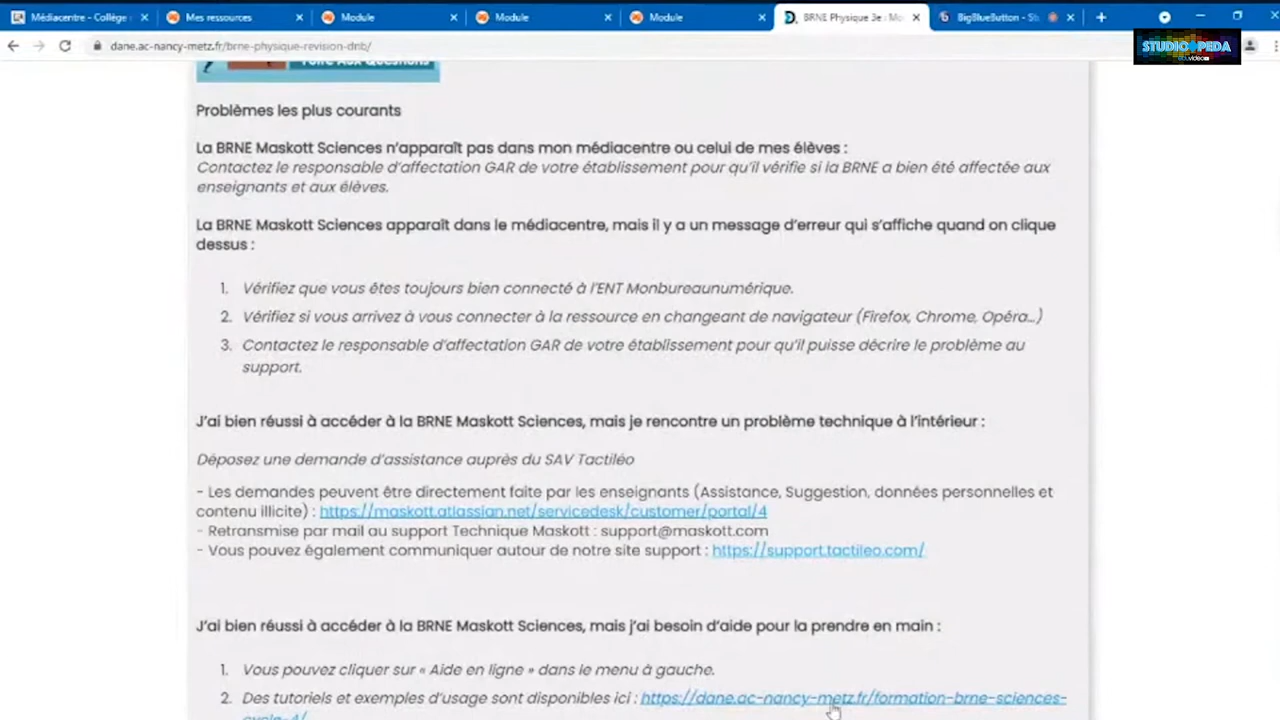 Médiacentre - Collège
Mes ressources
Module
Module
Module
BRNE Physique 3e : Mo
BigBlueButton - St
dane.ac-nancy-metz.fr/brne-physique-revision-dnb/
STUDIO PEDA
Foire Aux Questions
Problèmes les plus courants
La BRNE Maskott Sciences n'apparaît pas dans mon médiacentre ou celui de mes élèves :
Contactez le responsable d'affectation GAR de votre établissement pour qu'il vérifie si la BRNE a bien été affectée aux
enseignants et aux élèves.
La BRNE Maskott Sciences apparaît dans le médiacentre, mais il y a un message d'erreur qui s'affiche quand on clique
dessus :
1. Vérifiez que vous êtes toujours bien connecté à l'ENT Monbureaunumérique.
2. Vérifiez si vous arrivez à vous connecter à la ressource en changeant de navigateur (Firefox, Chrome, Opéra...)
3. Contactez le responsable d'affectation GAR de votre établissement pour qu'il puisse décrire le problème au
support.
J'ai bien réussi à accéder à la BRNE Maskott Sciences, mais je rencontre un problème technique à l'intérieur :
Déposez une demande d'assistance auprès du SAV Tactiléo
- Les demandes peuvent être directement faite par les enseignants (Assistance, Suggestion, données personnelles et
contenu illicite) : https://maskott.atlassian.net/servicedesk/customer/portal/4
- Retransmise par mail au support Technique Maskott : support@maskott.com
- Vous pouvez également communiquer autour de notre site support : https://support.tactileo.com/
J'ai bien réussi à accéder à la BRNE Maskott Sciences, mais j'ai besoin d'aide pour la prendre en main :
1. Vous pouvez cliquer sur « Aide en ligne » dans le menu à gauche.
2. Des tutoriels et exemples d'usage sont disponibles ici : https://dane.ac-nancy-metz.fr/formation-brne-sciences-
cycle-4/